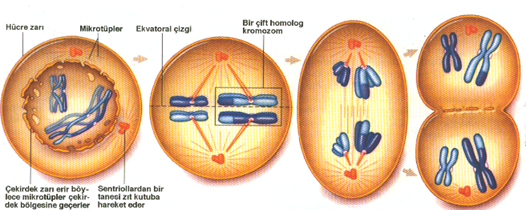 Hücre zarı
Mikrotüpler
Ekvatoral çizgi
Bir çift homolog
kromozom
Çekirdek zarı erir böy-
lece mikrotüpler çekir-
dek bölgesine geçerler
Sentriollardan bir
tanesi zıt kutuba
hareket eder